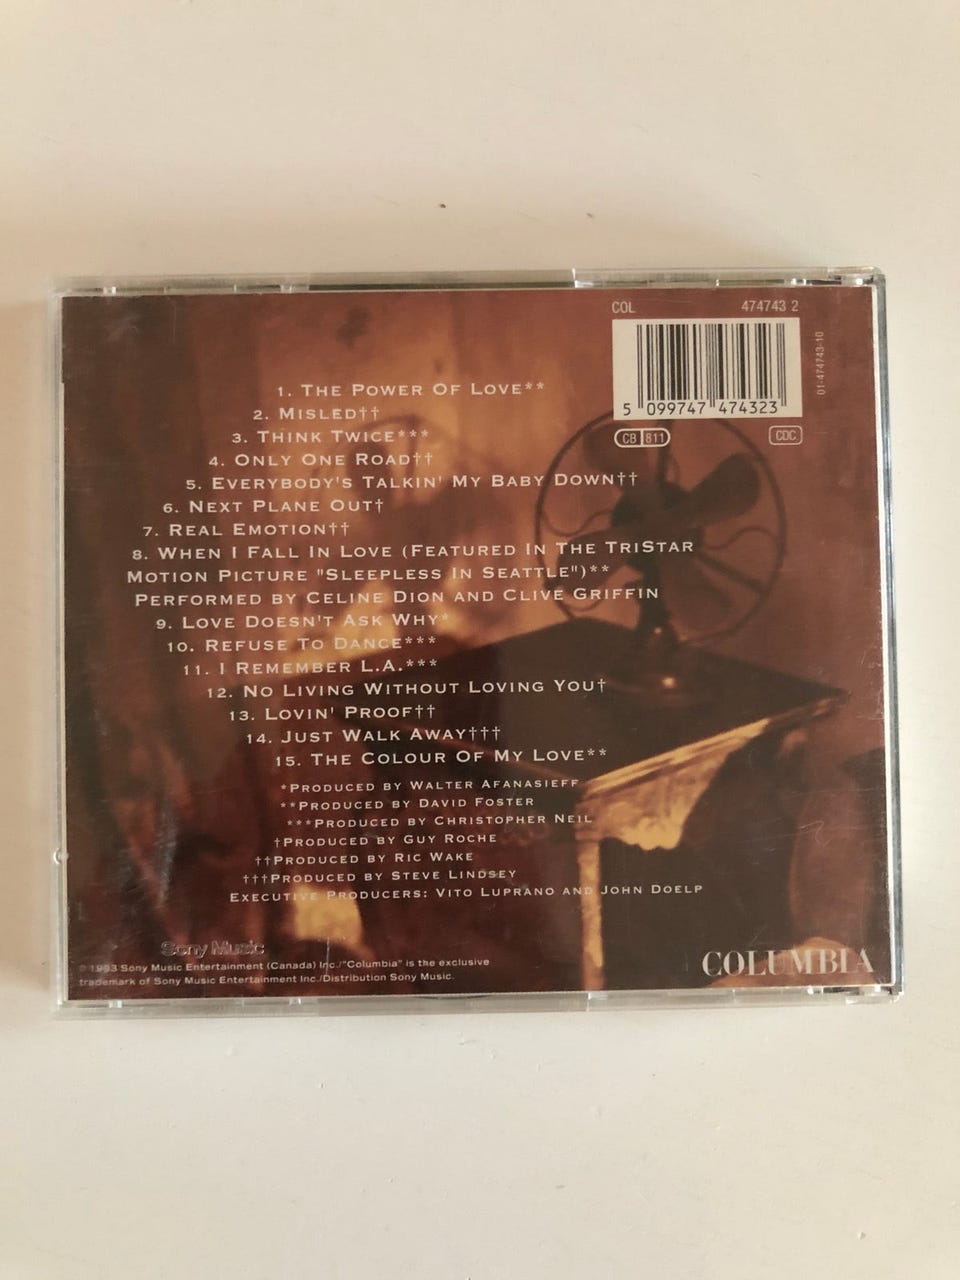 COL 474743 2
5 099747 474323
01-474743-10
CB 811
CDC
1. THE POWER OF LOVE**
2. MISLED††
3. THINK TWICE***
4. ONLY ONE ROAD††
5. EVERYBODY'S TALKIN' MY BABY DOWN††
6. NEXT PLANE OUT†
7. REAL EMOTION††
8. WHEN I FALL IN LOVE (FEATURED IN THE TRISTAR
MOTION PICTURE "SLEEPLESS IN SEATTLE")**
PERFORMED BY CELINE DION AND CLIVE GRIFFIN
9. LOVE DOESN'T ASK WHY*
10. REFUSE TO DANCE***
11. I REMEMBER L.A.***
12. NO LIVING WITHOUT LOVING YOU†
13. LOVIN' PROOF††
14. JUST WALK AWAY†††
15. THE COLOUR OF MY LOVE**
*PRODUCED BY WALTER AFANASIEFF
**PRODUCED BY DAVID FOSTER
***PRODUCED BY CHRISTOPHER NEIL
†PRODUCED BY GUY ROCHE
††PRODUCED BY RIC WAKE
†††PRODUCED BY STEVE LINDSEY
EXECUTIVE PRODUCERS: VITO LUPRANO AND JOHN DOELP
Sony Music
℗ 1993 Sony Music Entertainment (Canada) Inc./"Columbia" is the exclusive
trademark of Sony Music Entertainment Inc./Distribution Sony Music.
COLUMBIA